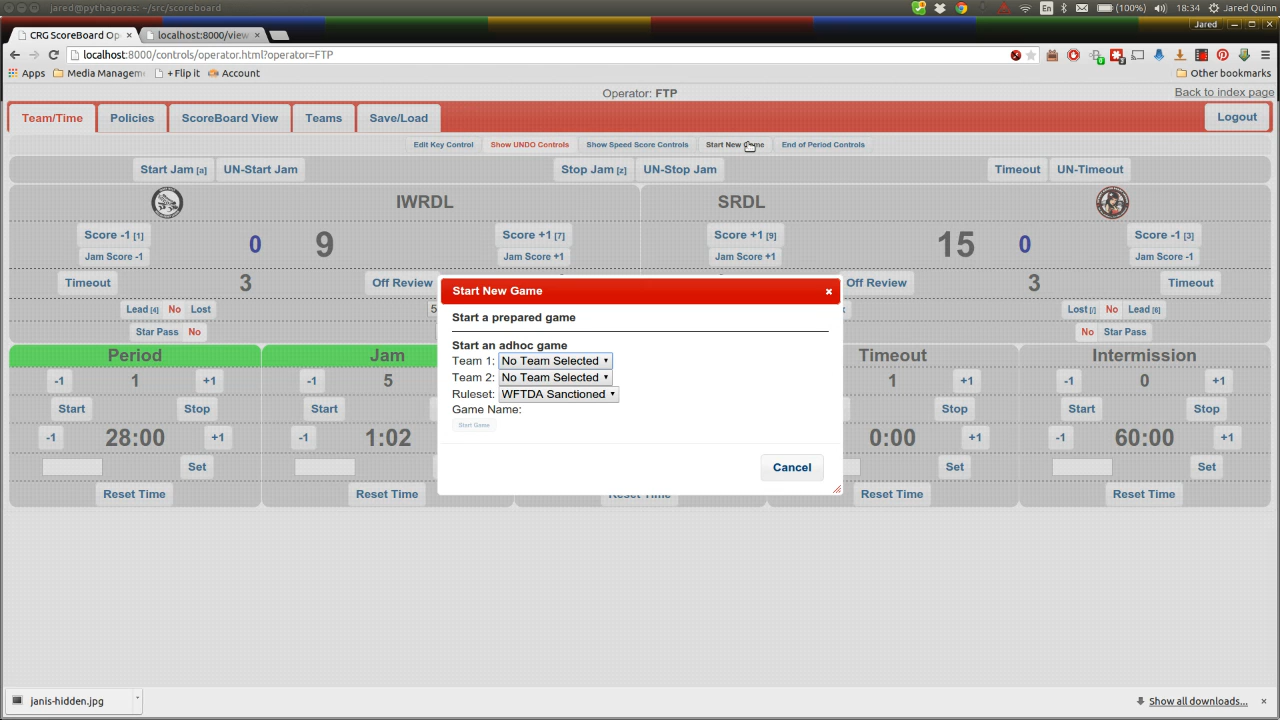 jared@pythagoras: ~/src/scoreboard
En
(100%)
18:34
Jared Quinn
CRG ScoreBoard Op
localhost:8000/view
Jared
localhost:8000/controls/operator.html?operator=FTP
Apps
Media Managem
+ Flip it
Account
Other bookmarks
Operator: FTP
Back to index page
Team/Time
Policies
ScoreBoard View
Teams
Save/Load
Logout
Edit Key Control
Show UNDO Controls
Show Speed Score Controls
Start New Game
End of Period Controls
Start Jam [a]
UN-Start Jam
Stop Jam [z]
UN-Stop Jam
Timeout
UN-Timeout
IWRDL
SRDL
Score -1 [1]
0
9
Score +1 [7]
Score +1 [9]
15
0
Score -1 [3]
Jam Score -1
Jam Score +1
Jam Score +1
Jam Score -1
Timeout
3
Off Review
Off Review
3
Timeout
Lead [4]
No
Lost
5
Lost [/]
No
Lead [6]
Star Pass
No
No
Star Pass
Start New Game
Start a prepared game
Start an adhoc game
Team 1: No Team Selected
Team 2: No Team Selected
Ruleset: WFTDA Sanctioned
Game Name:
Start Game
Cancel
Period
Jam
Timeout
Intermission
-1
1
+1
-1
5
1
+1
-1
0
+1
Start
Stop
Start
Stop
Start
Stop
-1
28:00
+1
-1
1:02
0:00
+1
-1
60:00
+1
Set
Set
Set
Reset Time
Reset Time
Reset Time
Reset Time
Reset Time
janis-hidden.jpg
Show all downloads...